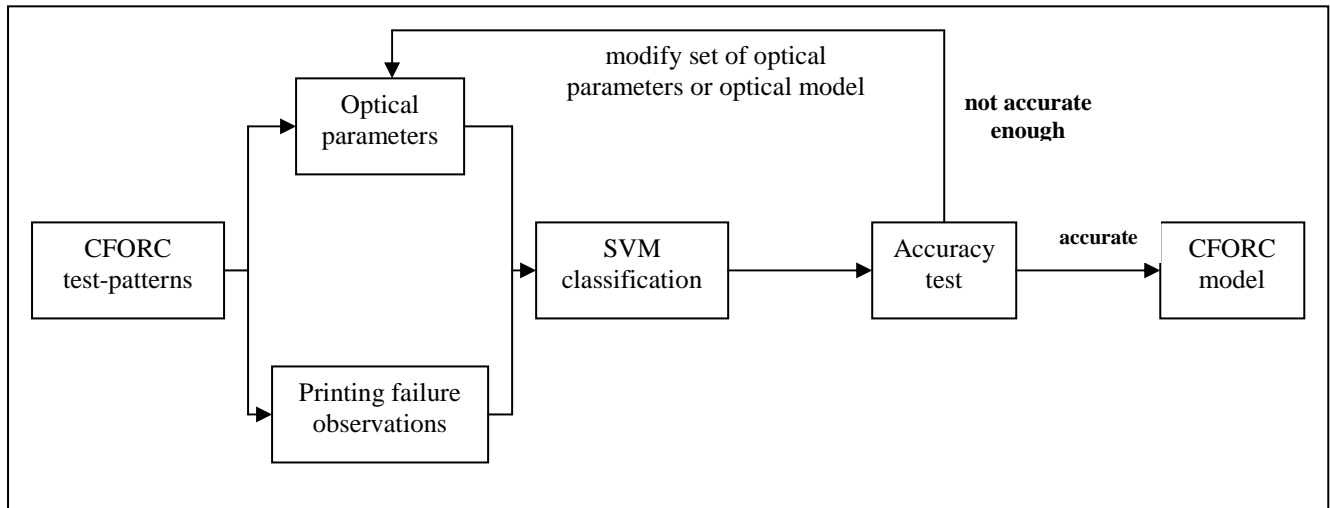 modify set of optical
parameters or optical model
Optical
parameters
not accurate
enough
CFORC
test-patterns
SVM
classification
Accuracy
test
accurate
CFORC
model
Printing failure
observations